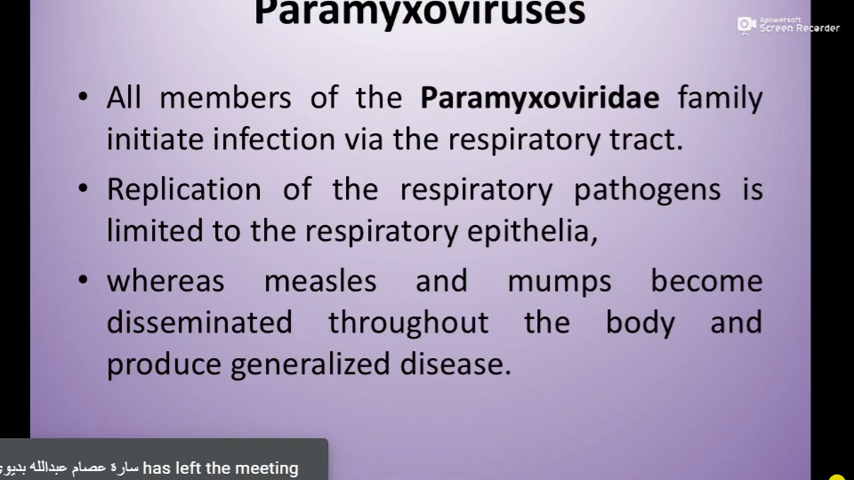 Paramyxoviruses
Apowersoft
Screen Recorder
• All members of the Paramyxoviridae family
initiate infection via the respiratory tract.
• Replication of the respiratory pathogens is
limited to the respiratory epithelia,
• whereas measles and mumps become
disseminated throughout the body and
produce generalized disease.
سارة عصام عبدالله بديوي has left the meeting